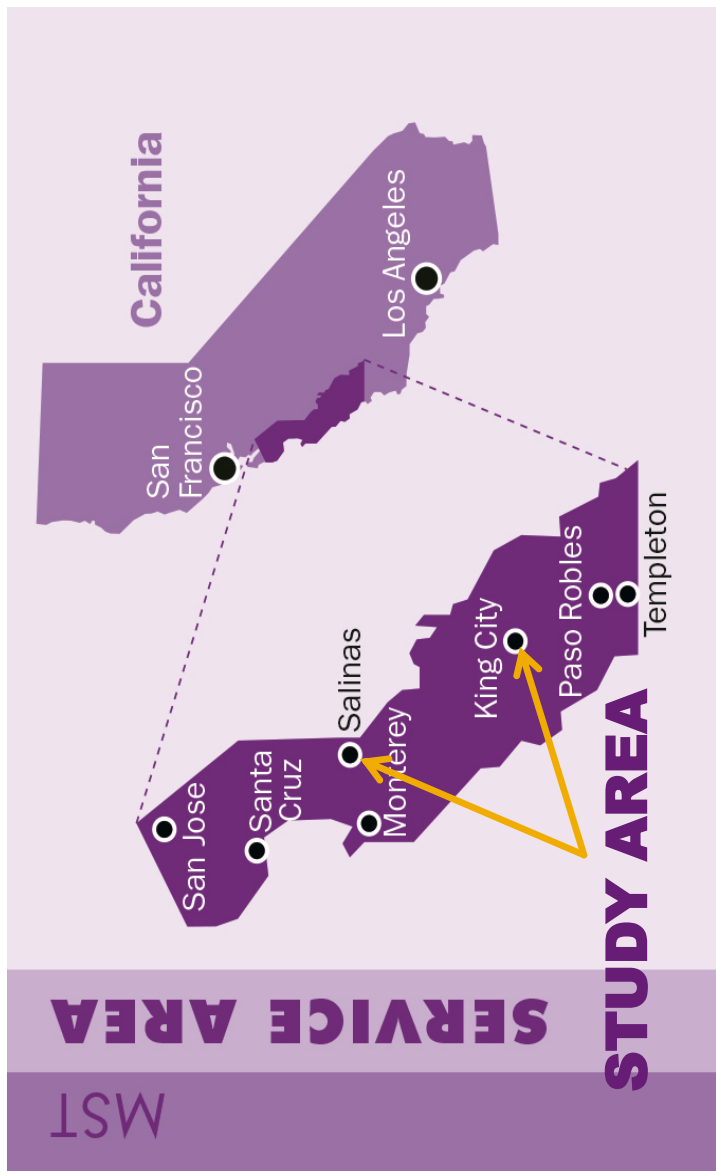 MST
SERVICE AREA
California
San
Francisco
Los Angeles
San Jose
Santa
Cruz
Salinas
Monterey
King City
Paso Robles
Templeton
STUDY AREA